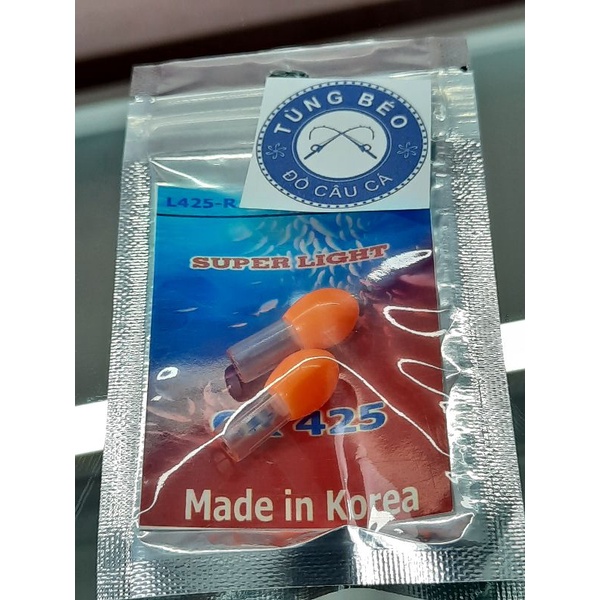 TÙNG BÉO
ĐỒ CÂU CÁ
L425-R
SUPER LIGHT
425
Made in Korea